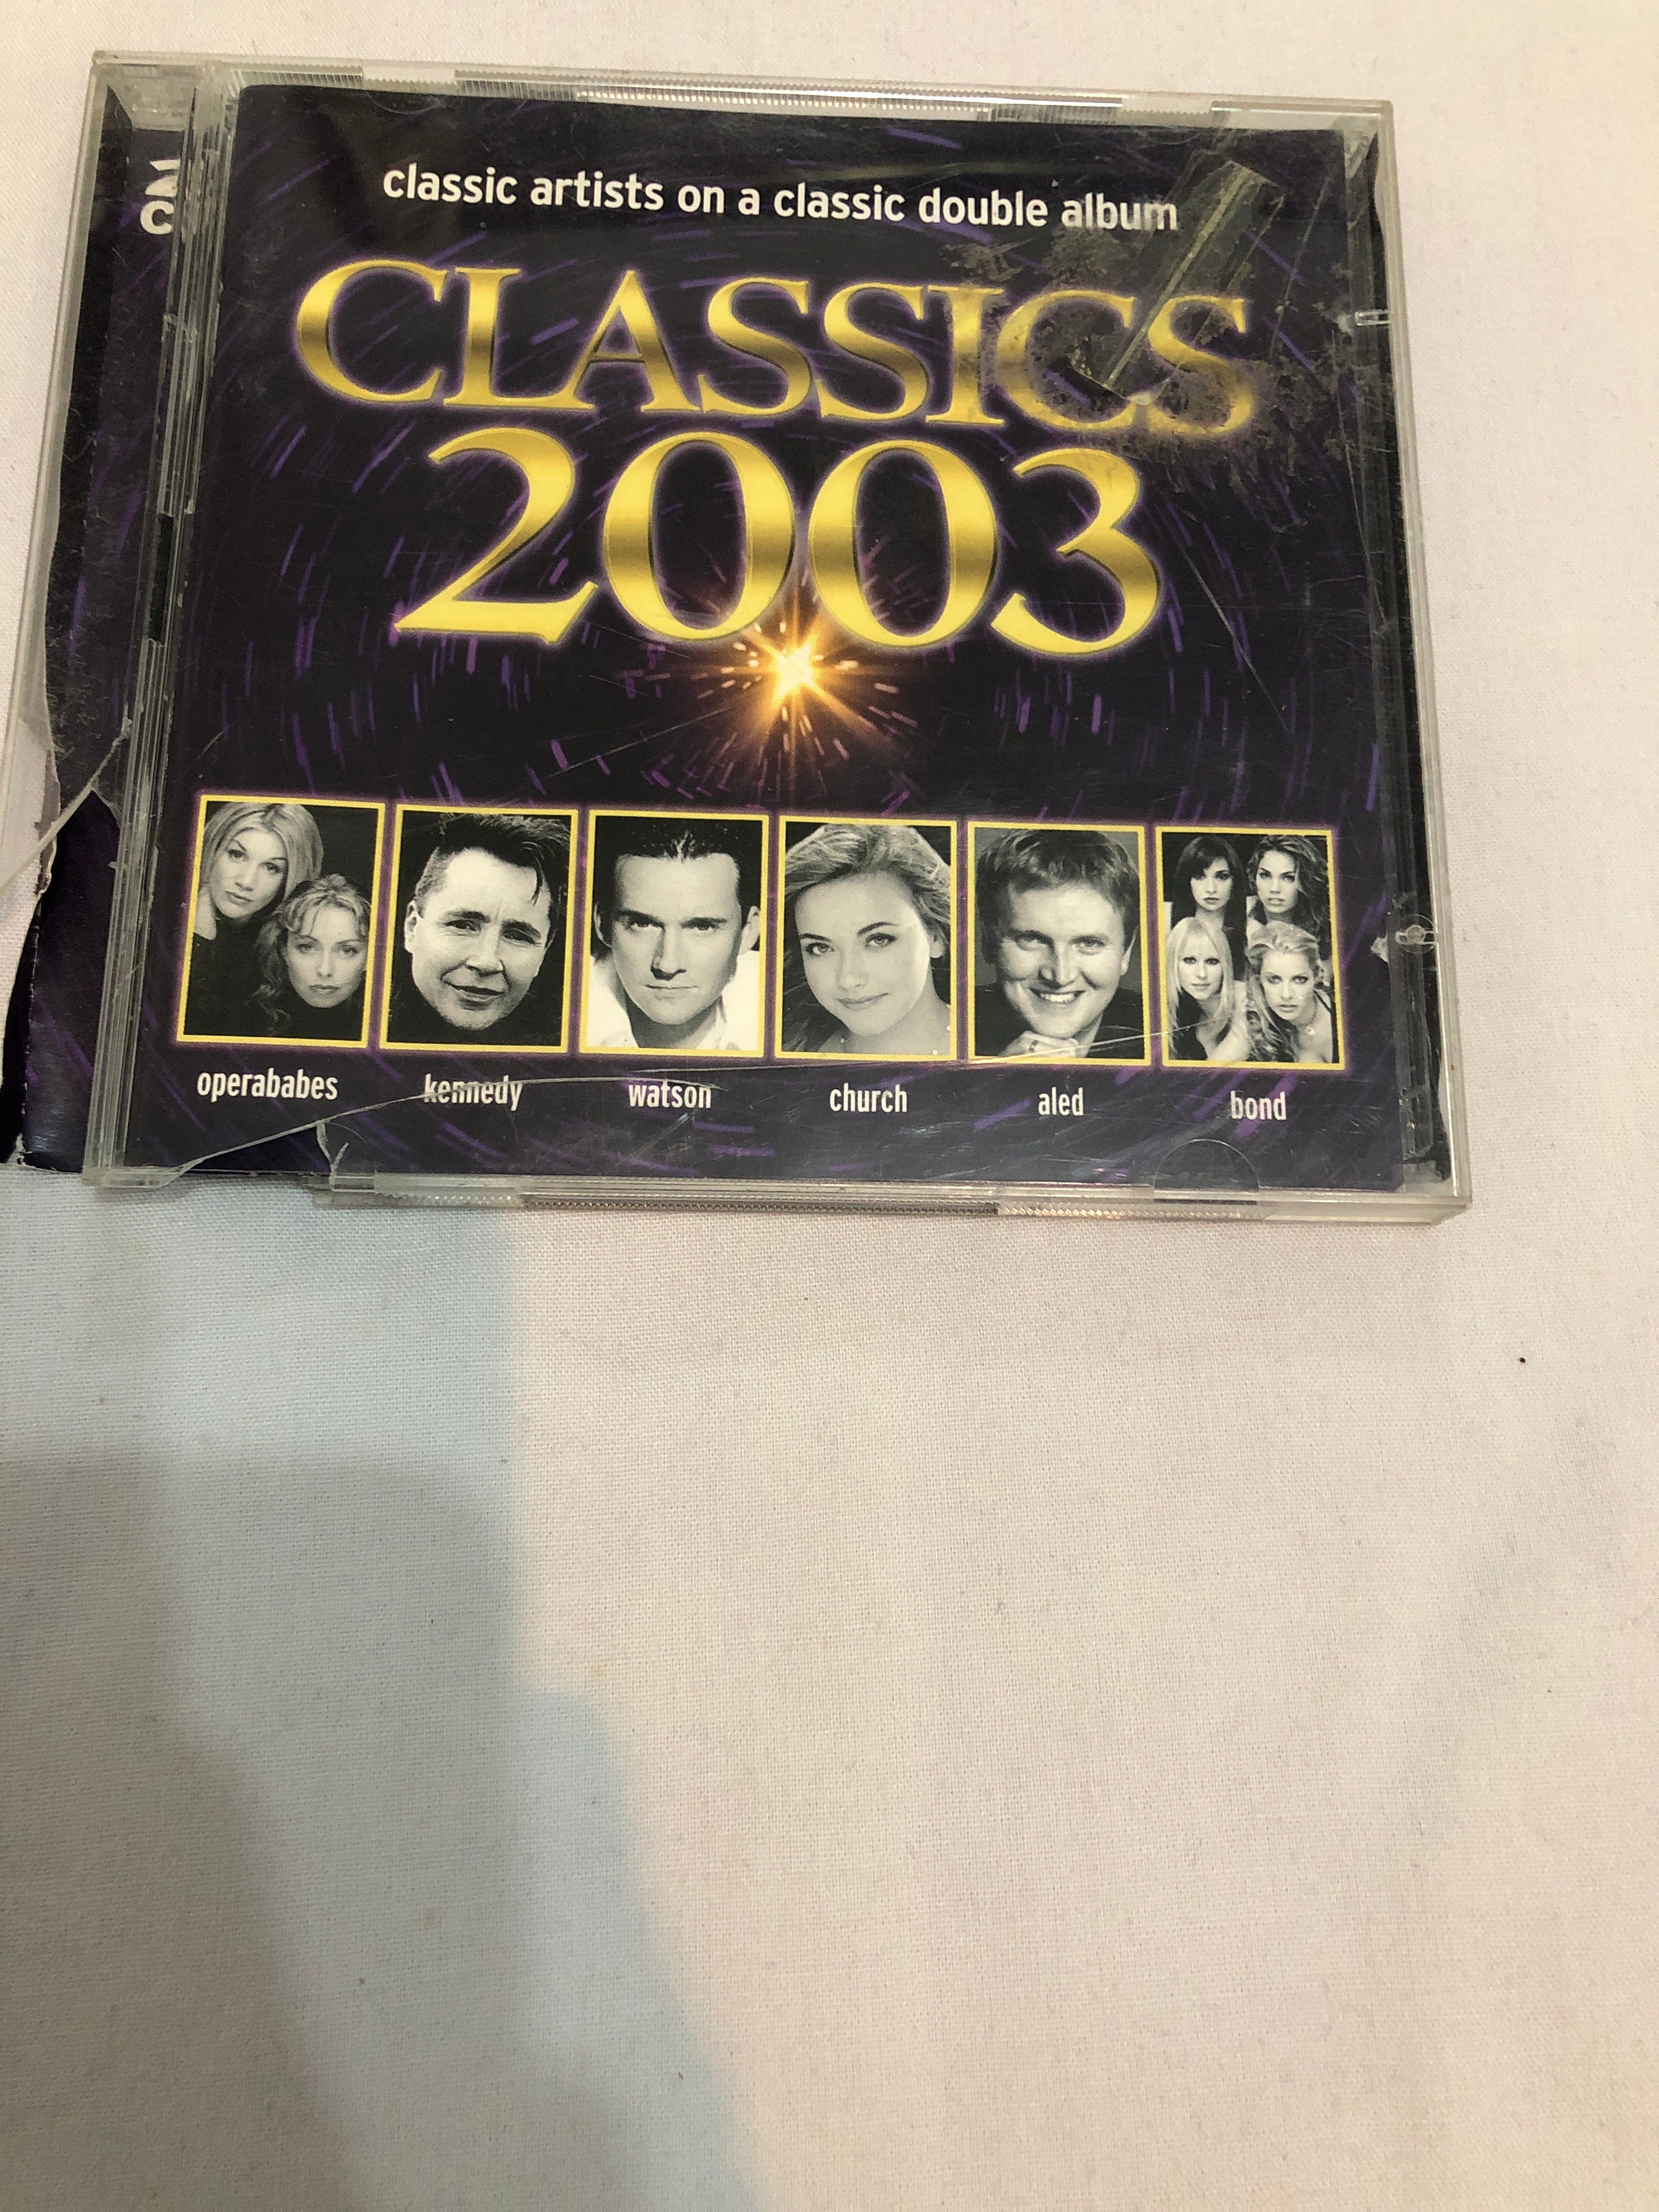 classic artists on a classic double album
CLASSICS
2003
operababes kennedy watson church aled bond